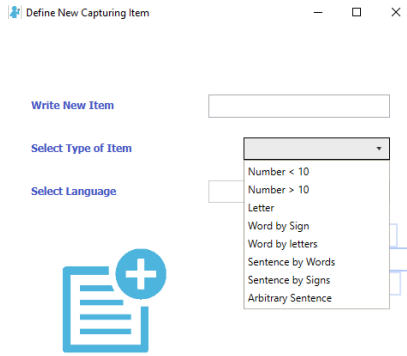 Define New Capturing Item
Write New Item
Select Type of Item
Number < 10
Select Language
Number > 10
Letter
Word by Sign
Word by letters
Sentence by Words
Sentence by Signs
Arbitrary Sentence